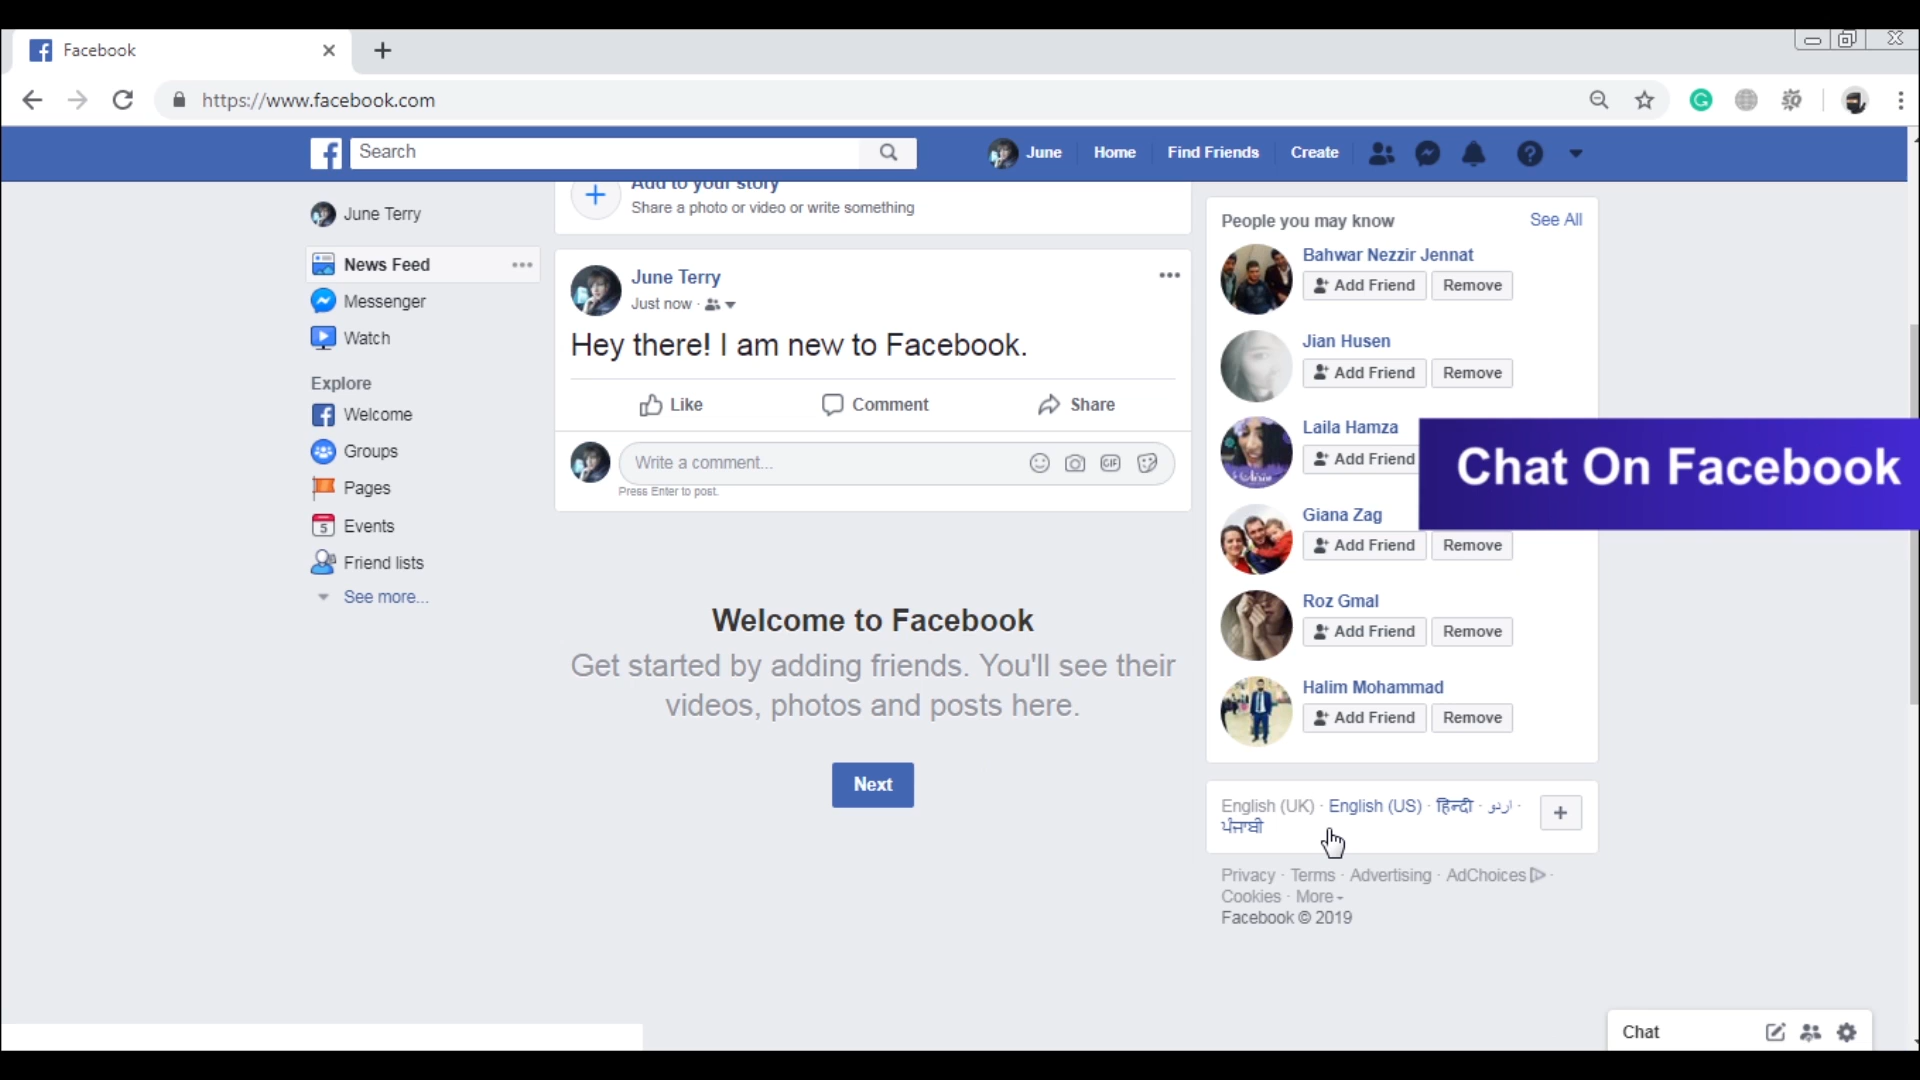 Facebook
https://www.facebook.com
Search
June
Home
Find Friends
Create
June Terry
News Feed
Messenger
Watch
Explore
Welcome
Groups
5
Events
Pages
Friend lists
See more...
Add to your story
Share a photo or video or write something
June Terry
Just now ·
Hey there! I am new to Facebook.
Like
Comment
Share
Write a comment...
GIF
Press Enter to post.
Welcome to Facebook
Get started by adding friends. You'll see their
videos, photos and posts here.
Next
People you may know
See All
Bahwar Nezzir Jennat
Add Friend
Remove
Jian Husen
Add Friend
Remove
Laila Hamza
Add Friend
Chat On Facebook
Giana Zag
Add Friend
Remove
Roz Gmal
Add Friend
Remove
Halim Mohammad
Add Friend
Remove
English (UK) · English (US) · हिन्दी · اردو ·
ਪੰਜਾਬੀ
Privacy · Terms · Advertising · AdChoices ·
Cookies · More
Facebook © 2019
Chat